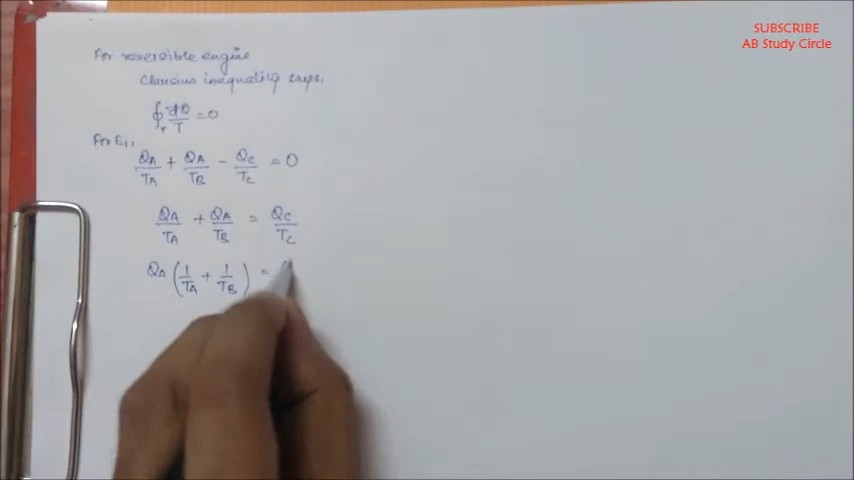 SUBSCRIBE
AB Study Circle
For reversible engine
Clausius inequality says,
∮r đQ/T = 0
For E1,
QA/TA + QA/TB - QC/TC = 0
QA/TA + QA/TB = QC/TC
QA (1/TA + 1/TB) =